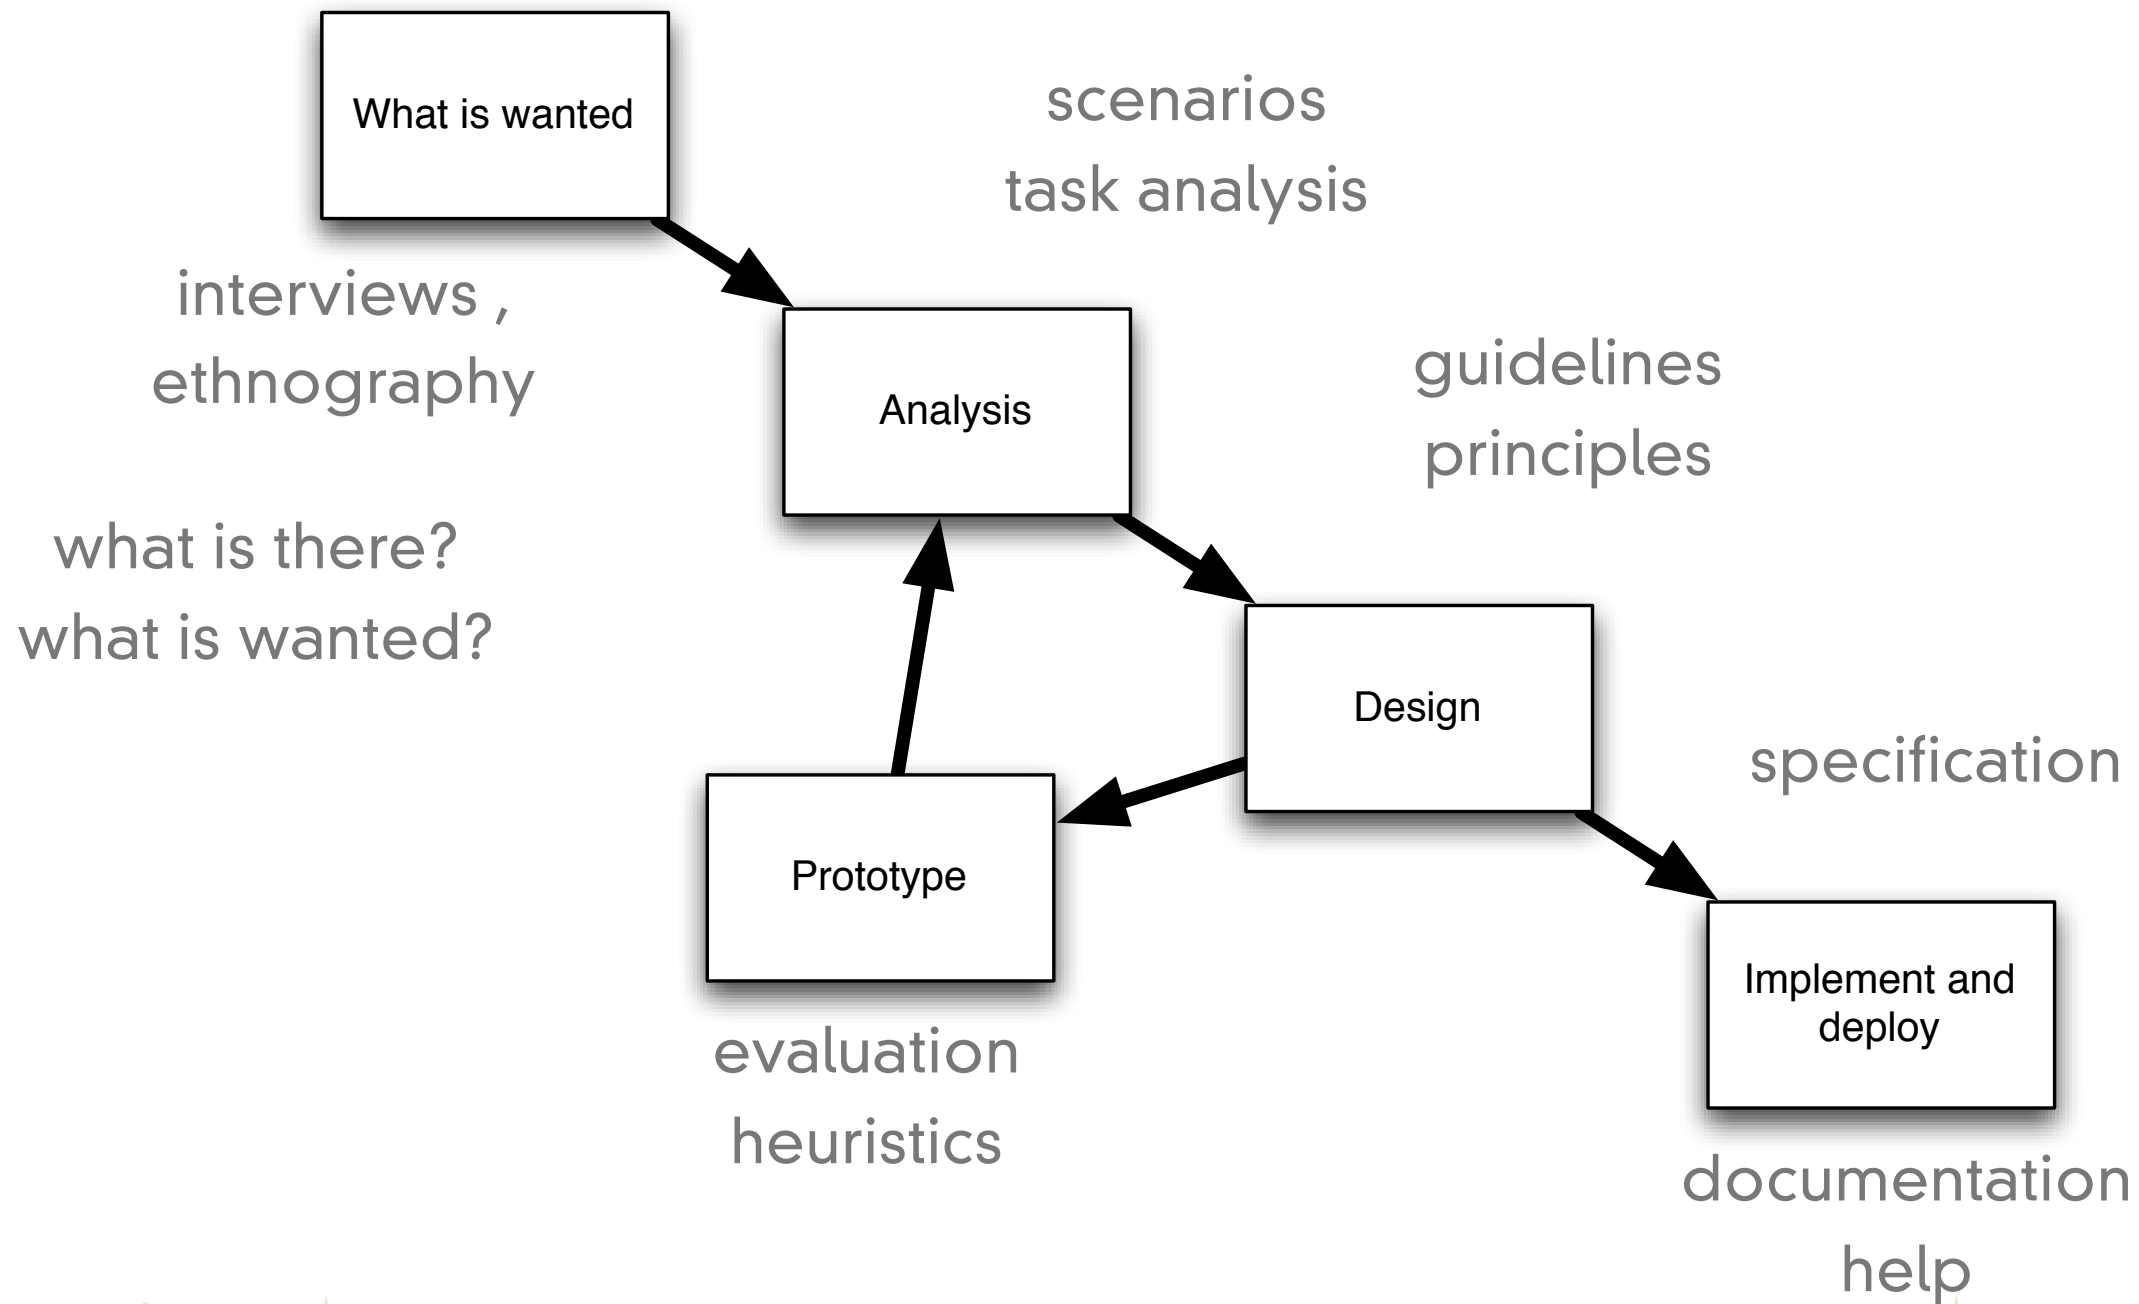 What is wanted
scenarios
task analysis
interviews ,
ethnography
Analysis
guidelines
principles
what is there?
what is wanted?
Design
specification
Prototype
Implement and
deploy
evaluation
heuristics
documentation
help